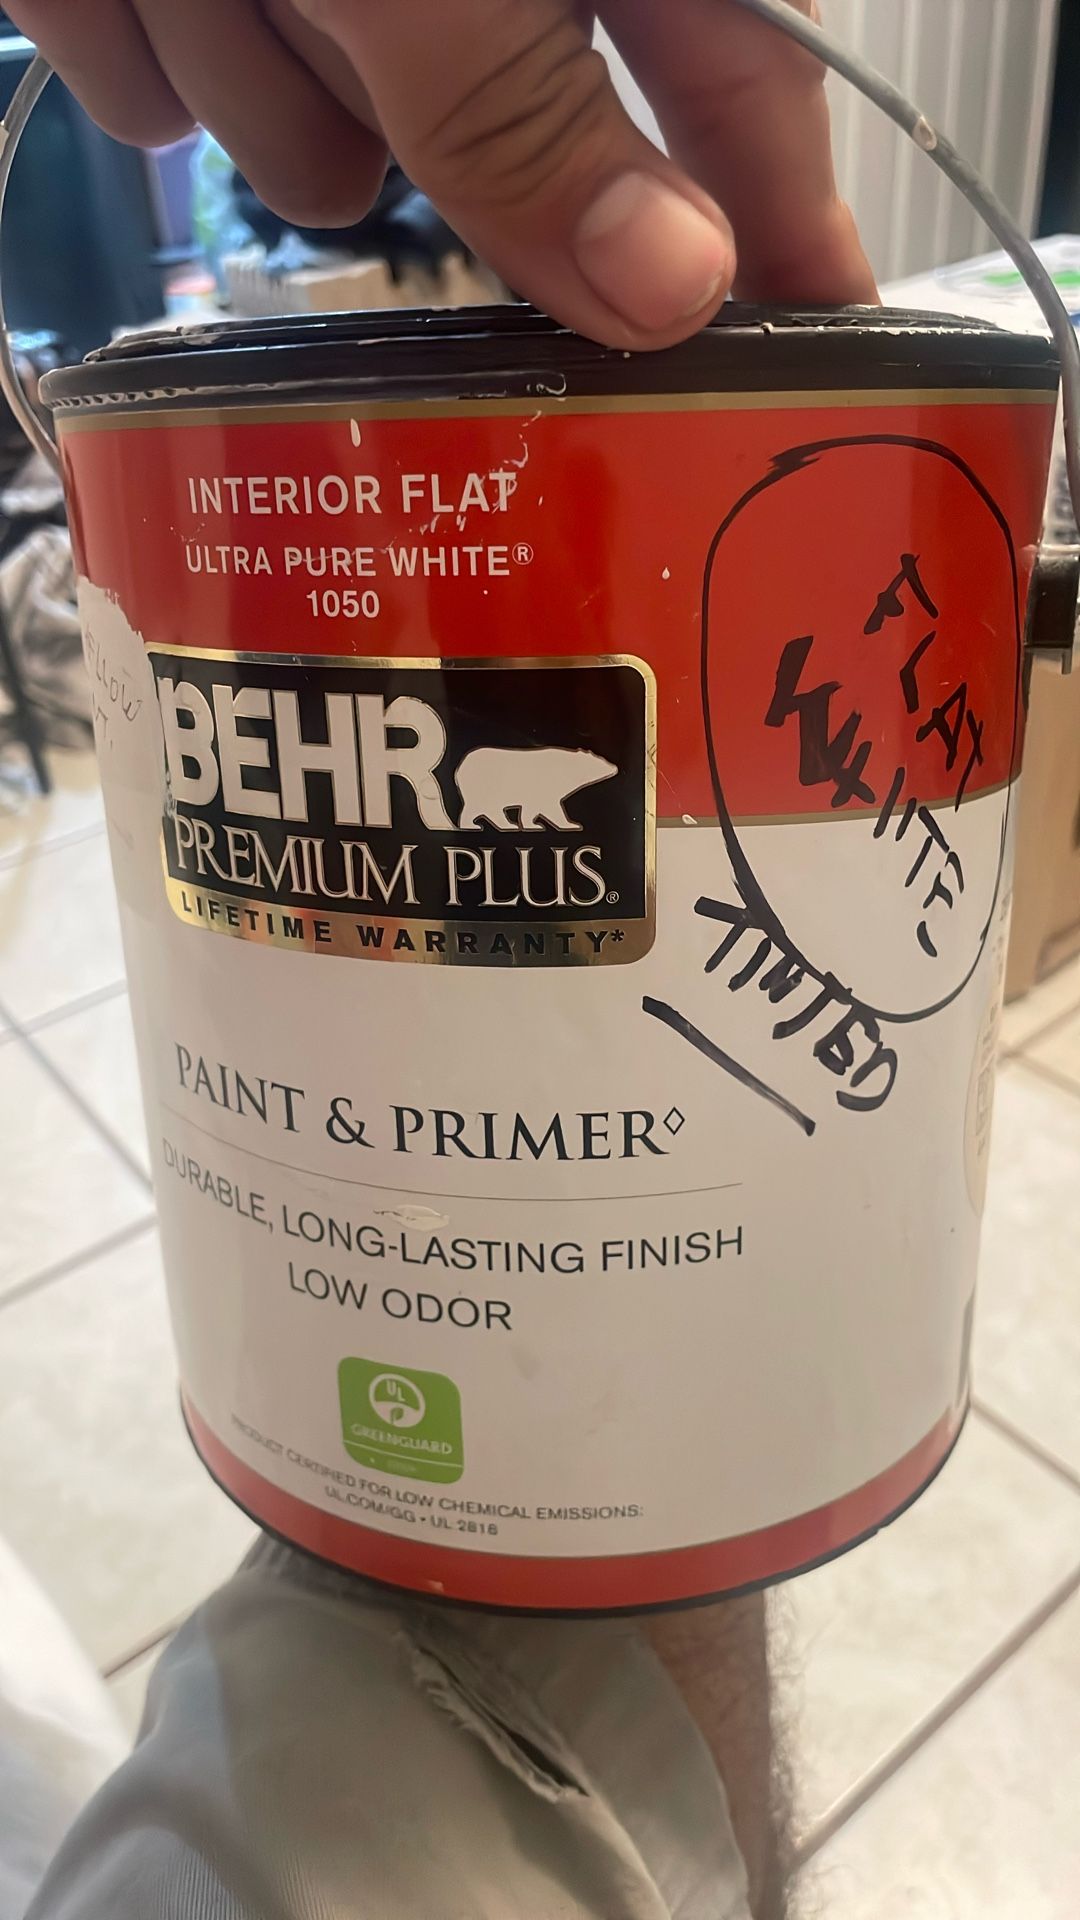 INTERIOR FLAT
ULTRA PURE WHITE®
1050
BEHR
PREMIUM PLUS®
LIFETIME WARRANTY*
FLAT
WHITE
TINTED
PAINT & PRIMER◊
DURABLE, LONG-LASTING FINISH
LOW ODOR
UL
GREENGUARD
PRODUCT CERTIFIED FOR LOW CHEMICAL EMISSIONS:
UL.COM/GG • UL 2818